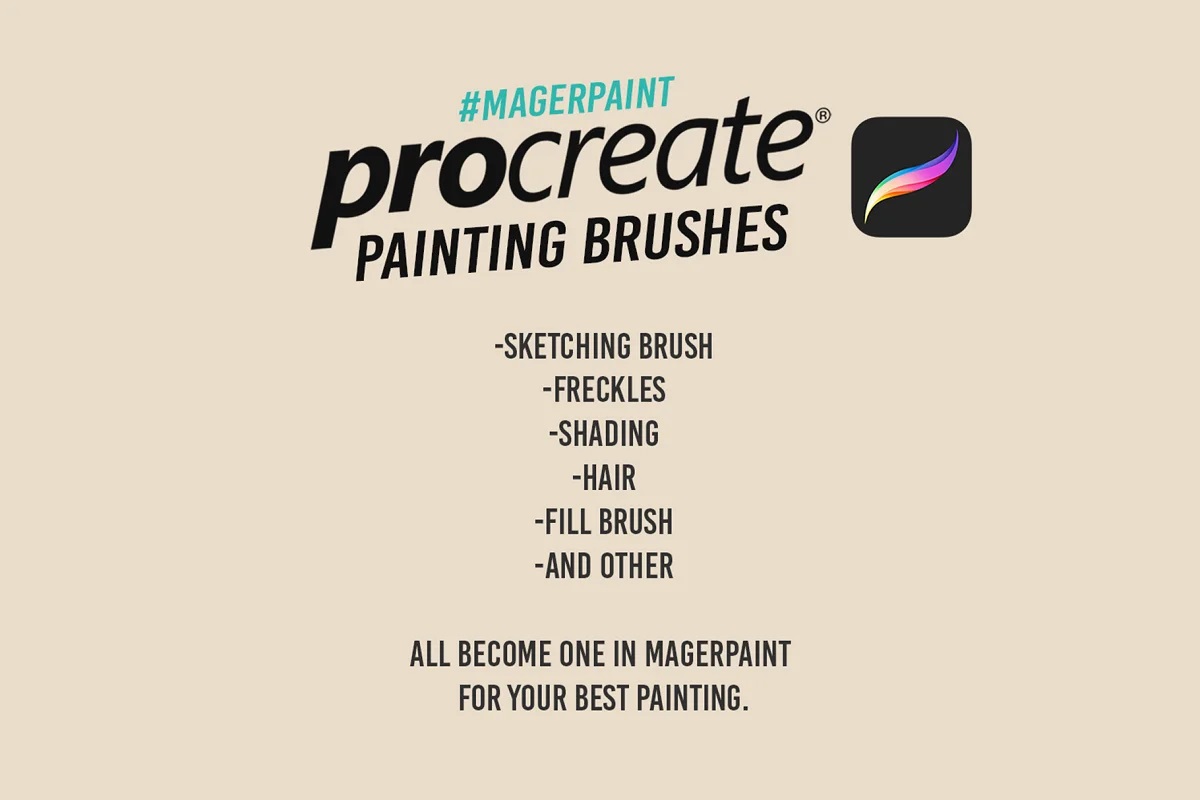 #MAGERPAINT
procreate®
PAINTING BRUSHES
-SKETCHING BRUSH
-FRECKLES
-SHADING
-HAIR
-FILL BRUSH
-AND OTHER
ALL BECOME ONE IN MAGERPAINT
FOR YOUR BEST PAINTING.